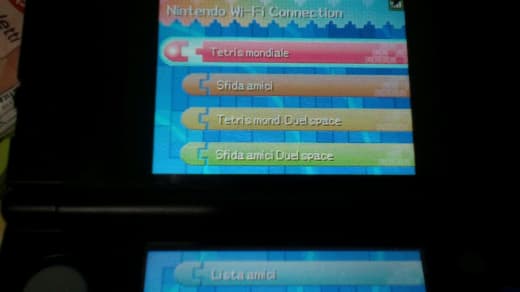 Nintendo Wi-Fi Connection
Tetris mondiale
Sfida amici
Tetris mond. Duel space
Sfida amici Duel space
Lista amici